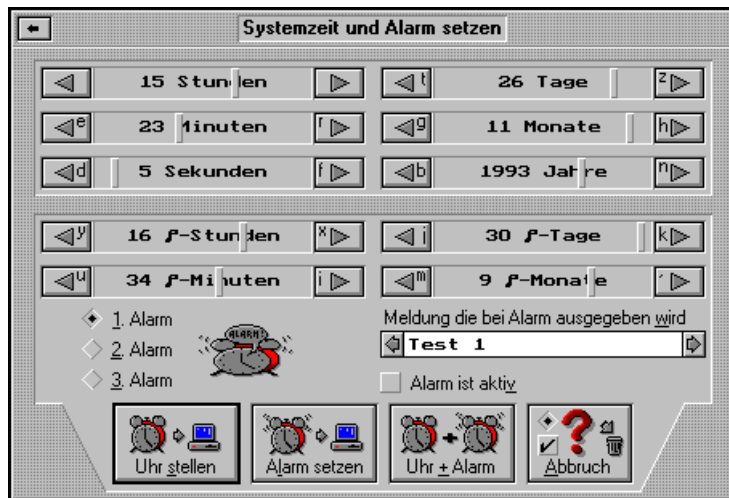 Systemzeit und Alarm setzen
15 Stunden
t 26 Tage z
e 23 Minuten r
g 11 Monate h
d 5 Sekunden f
b 1993 Jahre n
y 16 ♪-Stunden x
j 30 ♪-Tage k
u 34 ♪-Minuten i
m 9 ♪-Monate ´
1. Alarm
2. Alarm
3. Alarm
ALARM!
Meldung die bei Alarm ausgegeben wird
Test 1
Alarm ist aktiv
Uhr stellen
Alarm setzen
Uhr + Alarm
Abbruch